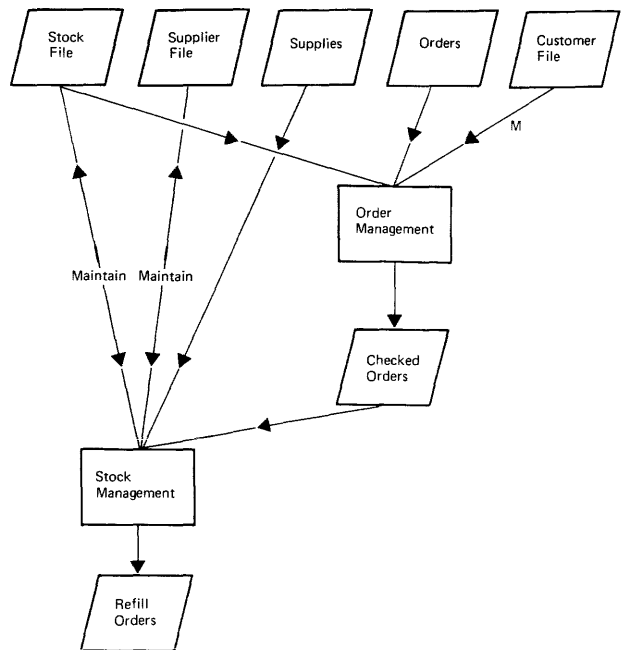 Stock
File
Supplier
File
Supplies
Orders
Customer
File
M
Order
Management
Maintain
Maintain
Checked
Orders
Stock
Management
Refill
Orders